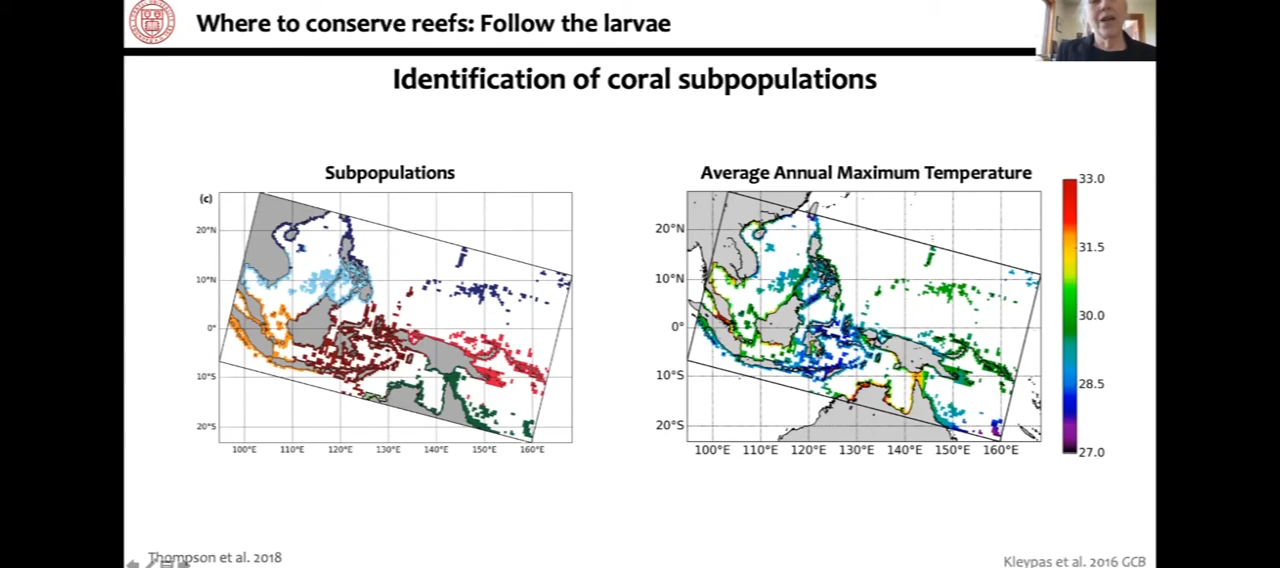 Where to conserve reefs: Follow the larvae
Identification of coral subpopulations
Subpopulations
(c)
20°N
10°N
0°
10°S
20°S
100°E 110°E 120°E 130°E 140°E 150°E 160°E
Average Annual Maximum Temperature
20°N
10°N
0°
10°S
20°S
100°E 110°E 120°E 130°E 140°E 150°E 160°E
33.0
31.5
30.0
28.5
27.0
Thompson et al. 2018
Kleypas et al. 2016 GCB